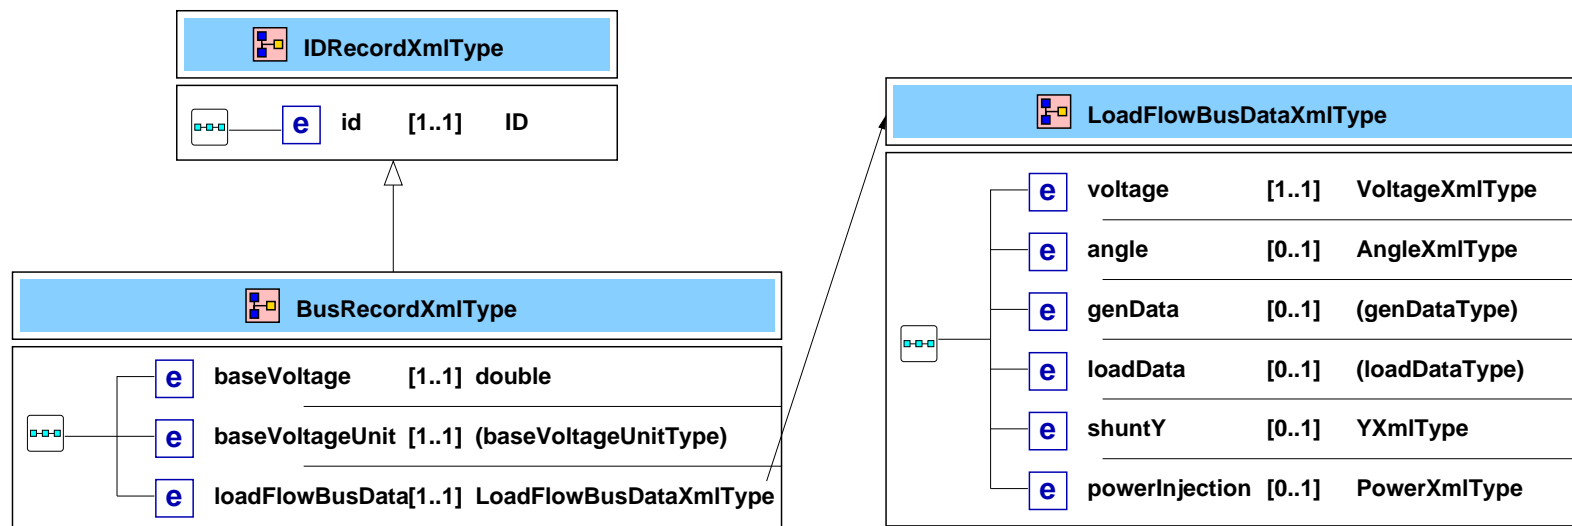 IDRecordXmlType
e id [1..1] ID
BusRecordXmlType
e baseVoltage [1..1] double
e baseVoltageUnit [1..1] (baseVoltageUnitType)
e loadFlowBusData[1..1] LoadFlowBusDataXmlType
LoadFlowBusDataXmlType
e voltage [1..1] VoltageXmlType
e angle [0..1] AngleXmlType
e genData [0..1] (genDataType)
e loadData [0..1] (loadDataType)
e shuntY [0..1] YXmlType
e powerInjection [0..1] PowerXmlType